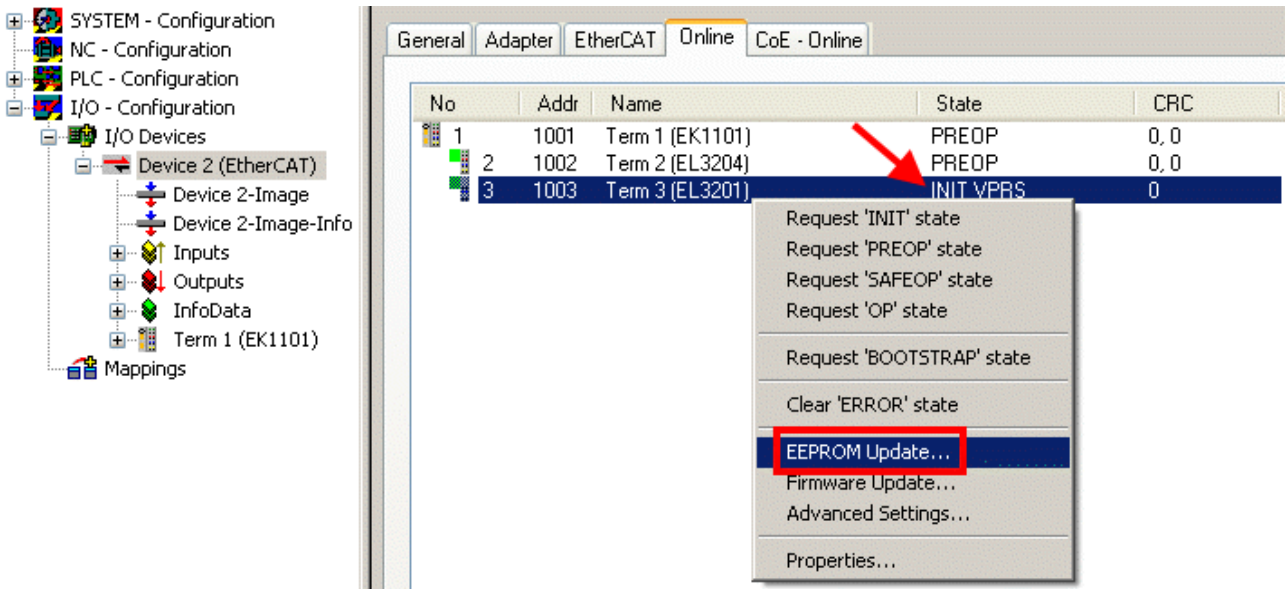 SYSTEM - Configuration
NC - Configuration
PLC - Configuration
I/O - Configuration
I/O Devices
Device 2 (EtherCAT)
Device 2-Image
Device 2-Image-Info
Inputs
Outputs
InfoData
Term 1 (EK1101)
Mappings
General Adapter EtherCAT Online CoE - Online
No Addr Name State CRC
1 1001 Term 1 (EK1101) PREOP 0, 0
2 1002 Term 2 (EL3204) PREOP 0, 0
3 1003 Term 3 (EL3201) INIT VPRS 0
Request 'INIT' state
Request 'PREOP' state
Request 'SAFEOP' state
Request 'OP' state
Request 'BOOTSTRAP' state
Clear 'ERROR' state
EEPROM Update...
Firmware Update...
Advanced Settings...
Properties...